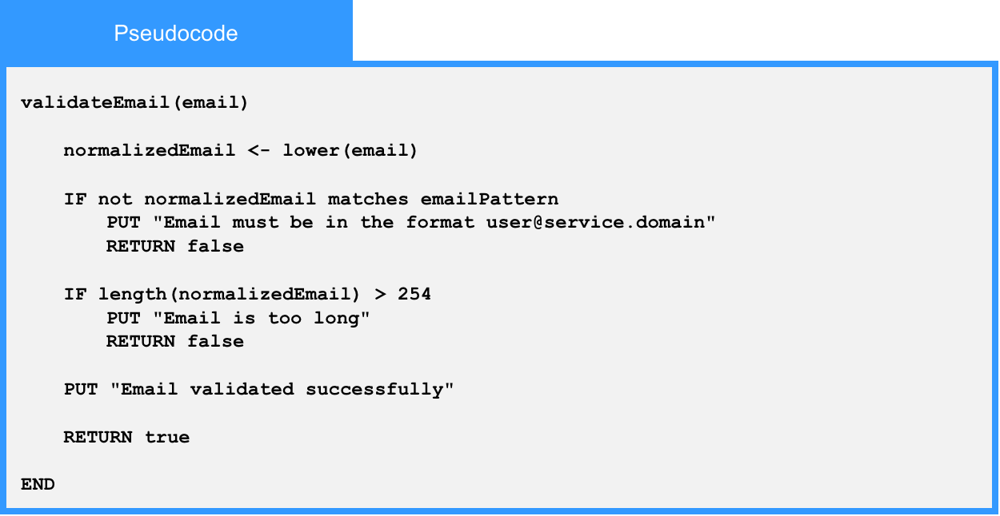 Pseudocode
validateEmail(email)
normalizedEmail <- lower(email)
IF not normalizedEmail matches emailPattern
PUT "Email must be in the format user@service.domain"
RETURN false
IF length(normalizedEmail) > 254
PUT "Email is too long"
RETURN false
PUT "Email validated successfully"
RETURN true
END